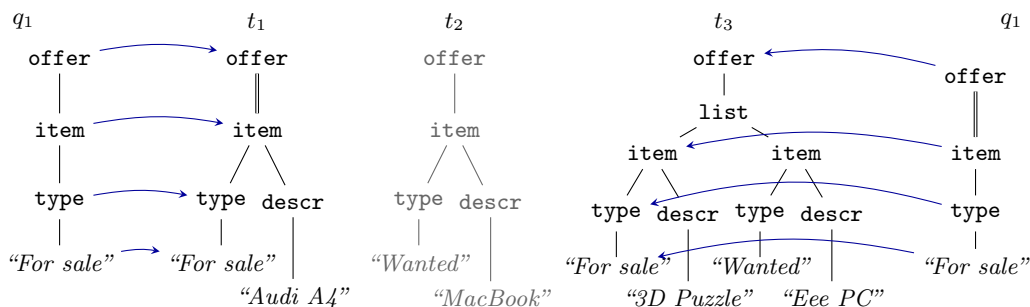 q1 t1 t2 t3 q1
offer offer offer offer offer
list
item item item item item item
type type descr type descr type descr type descr type
“For sale” “For sale” “Wanted” “For sale” “Wanted” “For sale”
“Audi A4” “MacBook” “3D Puzzle” “Eee PC”